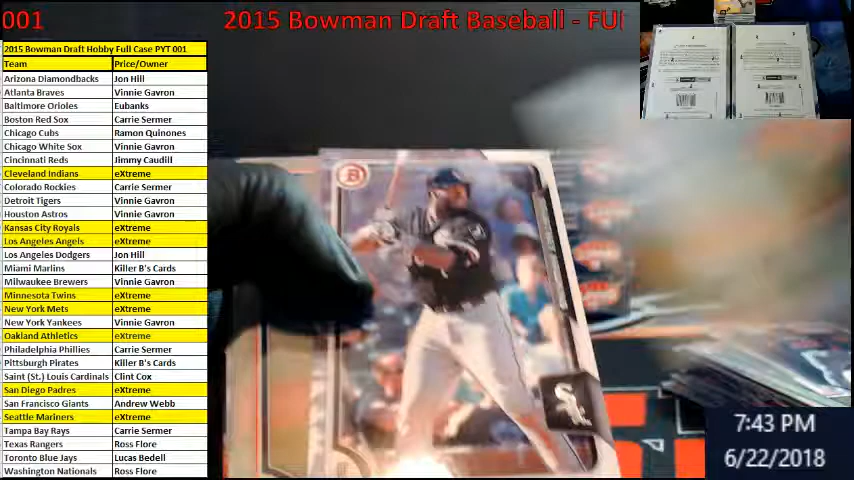 001
2015 Bowman Draft Baseball - FU
2015 Bowman Draft Hobby Full Case PYT 001
Team Price/Owner
Arizona Diamondbacks Jon Hill
Atlanta Braves Vinnie Gavron
Baltimore Orioles Eubanks
Boston Red Sox Carrie Sermer
Chicago Cubs Ramon Quinones
Chicago White Sox Vinnie Gavron
Cincinnati Reds Jimmy Caudill
Cleveland Indians eXtreme
Colorado Rockies Carrie Sermer
Detroit Tigers Vinnie Gavron
Houston Astros Vinnie Gavron
Kansas City Royals eXtreme
Los Angeles Angels eXtreme
Los Angeles Dodgers Jon Hill
Miami Marlins Killer B's Cards
Milwaukee Brewers Vinnie Gavron
Minnesota Twins eXtreme
New York Mets eXtreme
New York Yankees Vinnie Gavron
Oakland Athletics eXtreme
Philadelphia Phillies Carrie Sermer
Pittsburgh Pirates Killer B's Cards
Saint (St.) Louis Cardinals Clint Cox
San Diego Padres eXtreme
San Francisco Giants Andrew Webb
Seattle Mariners eXtreme
Tampa Bay Rays Carrie Sermer
Texas Rangers Ross Flore
Toronto Blue Jays Lucas Bedell
Washington Nationals Ross Flore
B
SOX
7:43 PM
6/22/2018